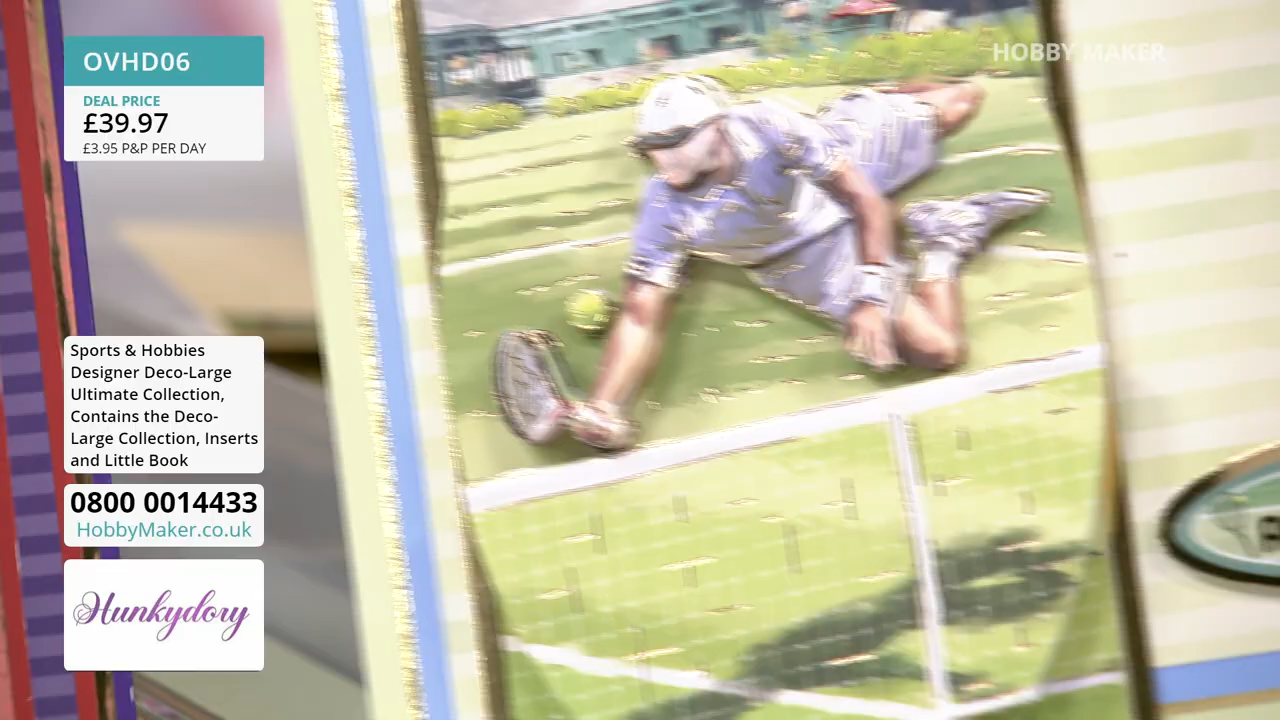 OVHD06
DEAL PRICE
£39.97
£3.95 P&P PER DAY
HOBBY MAKER
Sports & Hobbies
Designer Deco-Large
Ultimate Collection,
Contains the Deco-
Large Collection, Inserts
and Little Book
0800 0014433
HobbyMaker.co.uk
Hunkydory